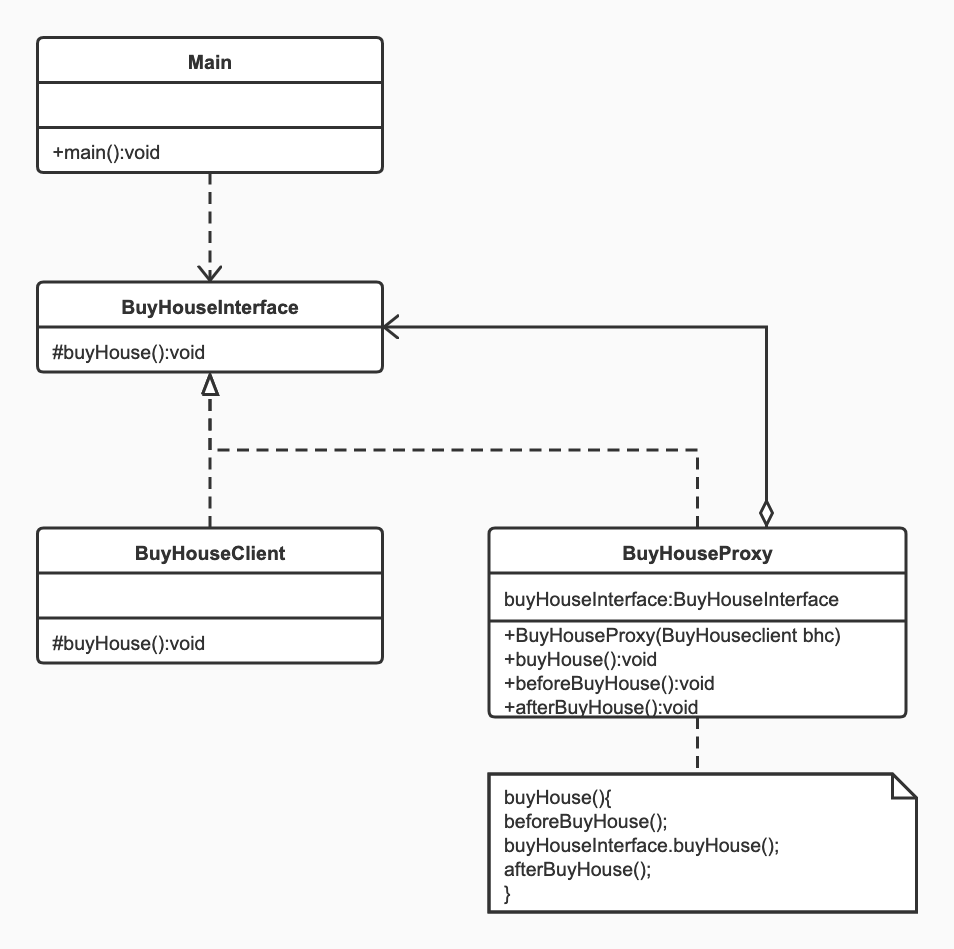 Main
+main():void
BuyHouseInterface
#buyHouse():void
BuyHouseClient
#buyHouse():void
BuyHouseProxy
buyHouseInterface:BuyHouseInterface
+BuyHouseProxy(BuyHouseclient bhc)
+buyHouse():void
+beforeBuyHouse():void
+afterBuyHouse():void
buyHouse(){
beforeBuyHouse();
buyHouseInterface.buyHouse();
afterBuyHouse();
}